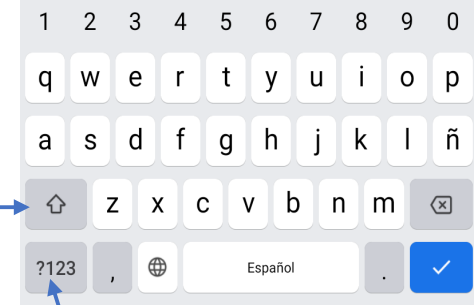 1 2 3 4 5 6 7 8 9 0
q w e r t y u i o p
a s d f g h j k l ñ
z x c v b n m
?123 , Español .